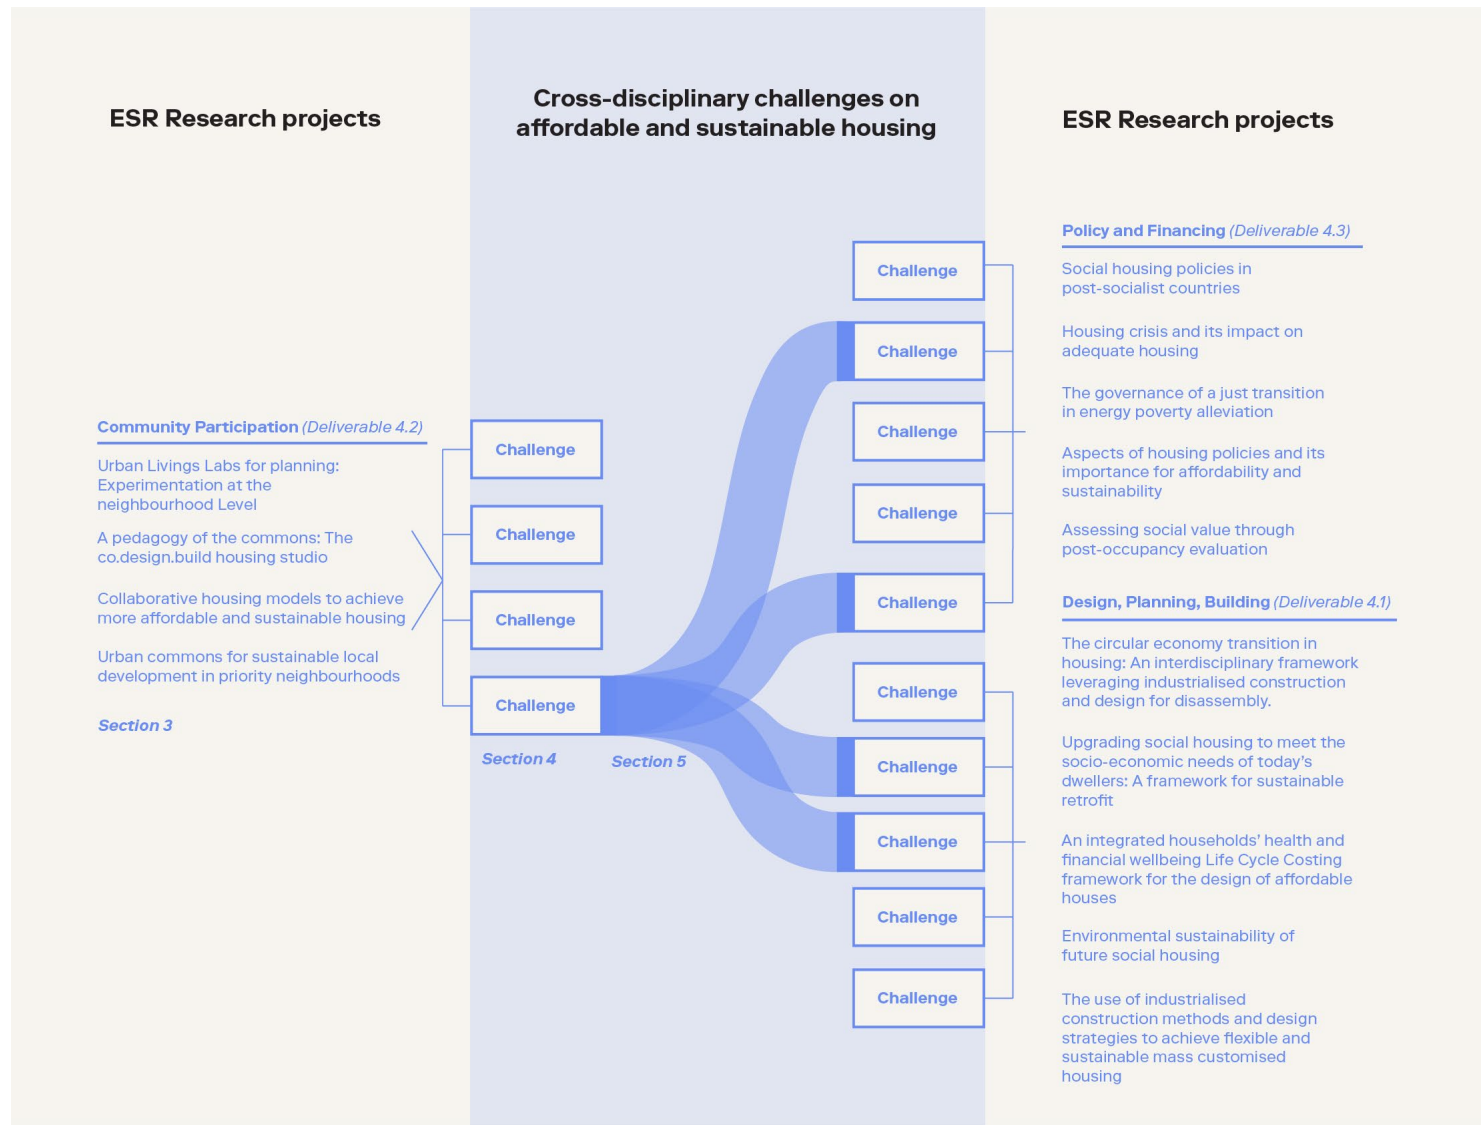 ESR Research projects
Cross-disciplinary challenges on
affordable and sustainable housing
ESR Research projects
Community Participation (Deliverable 4.2)
Urban Livings Labs for planning:
Experimentation at the
neighbourhood Level
A pedagogy of the commons: The
co.design.build housing studio
Collaborative housing models to achieve
more affordable and sustainable housing
Urban commons for sustainable local
development in priority neighbourhoods
Section 3
Challenge
Challenge
Challenge
Challenge
Section 4
Section 5
Challenge
Challenge
Challenge
Challenge
Challenge
Challenge
Challenge
Challenge
Challenge
Challenge
Policy and Financing (Deliverable 4.3)
Social housing policies in
post-socialist countries
Housing crisis and its impact on
adequate housing
The governance of a just transition
in energy poverty alleviation
Aspects of housing policies and its
importance for affordability and
sustainability
Assessing social value through
post-occupancy evaluation
Design, Planning, Building (Deliverable 4.1)
The circular economy transition in
housing: An interdisciplinary framework
leveraging industrialised construction
and design for disassembly.
Upgrading social housing to meet the
socio-economic needs of today's
dwellers: A framework for sustainable
retrofit
An integrated households' health and
financial wellbeing Life Cycle Costing
framework for the design of affordable
houses
Environmental sustainability of
future social housing
The use of industrialised
construction methods and design
strategies to achieve flexible and
sustainable mass customised
housing